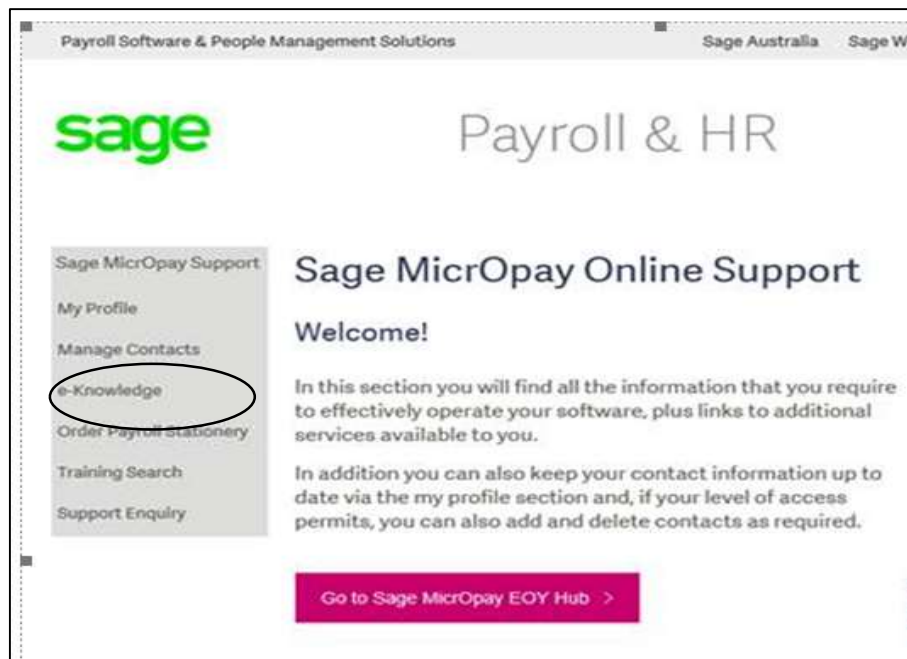 Payroll Software & People Management Solutions
Sage Australia Sage W
sage
Payroll & HR
Sage MicrOpay Support
My Profile
Manage Contacts
e-Knowledge
Order Payroll Stationery
Training Search
Support Enquiry
Sage MicrOpay Online Support
Welcome!
In this section you will find all the information that you require
to effectively operate your software, plus links to additional
services available to you.
In addition you can also keep your contact information up to
date via the my profile section and, if your level of access
permits, you can also add and delete contacts as required.
Go to Sage MicrOpay EOY Hub >